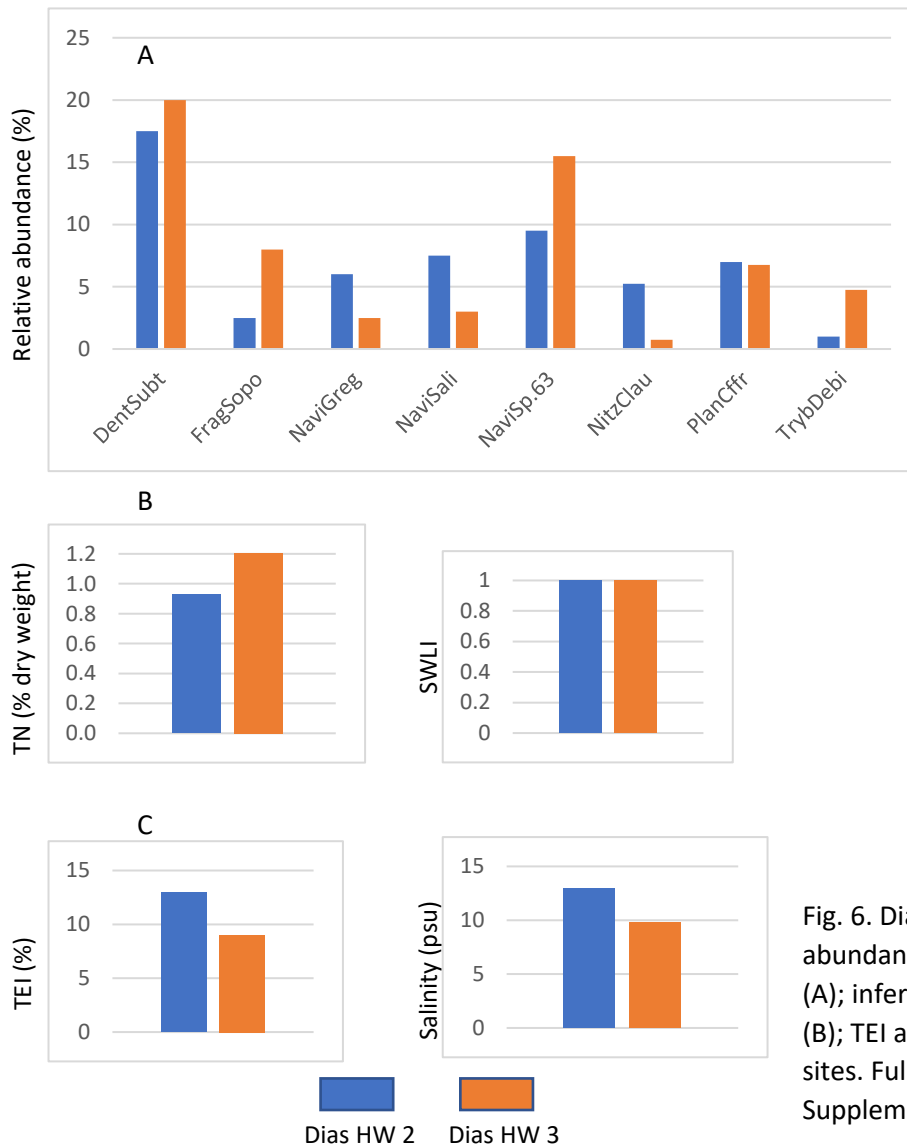 A
Relative abundance (%)
25
20
15
10
5
0
DentSubt
FragSopo
NaviGreg
NaviSali
NaviSp.63
NitzClau
PlanCffr
TrybDebi
B
TN (% dry weight)
1.2
1.0
0.8
0.6
0.4
0.2
0.0
SWLI
1
0.8
0.6
0.4
0.2
0
C
TEI (%)
15
10
5
0
Salinity (psu)
15
10
5
0
Dias HW 2
Dias HW 3
Fig. 6. Dia
abundan
(A); infer
(B); TEI a
sites. Ful
Supplem